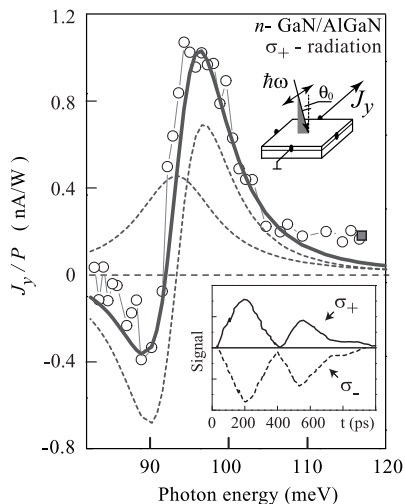 n- GaN/AlGaN
σ+ - radiation
ħω
θ0
Jy
1.2
0.8
0.4
0
-0.4
-0.8
Jy / P (nA/W)
Signal
σ+
σ-
0 200 400 600 t (ps)
90 100 110 120
Photon energy (meV)